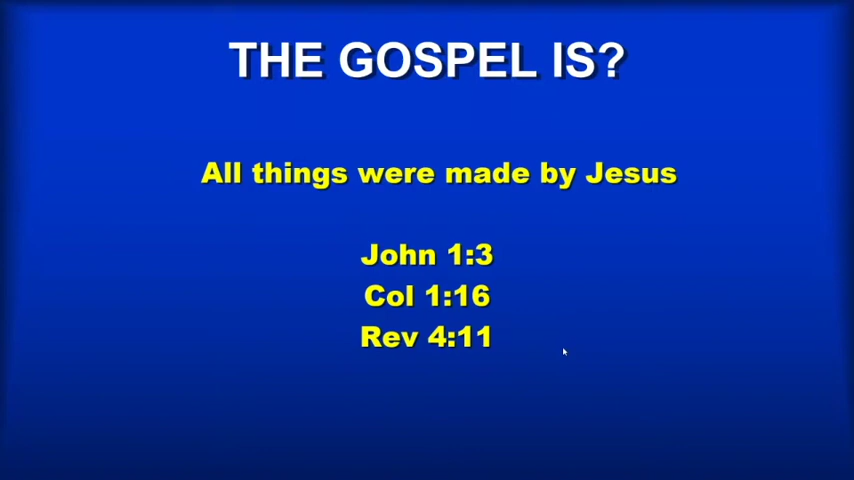 THE GOSPEL IS?
All things were made by Jesus
John 1:3
Col 1:16
Rev 4:11